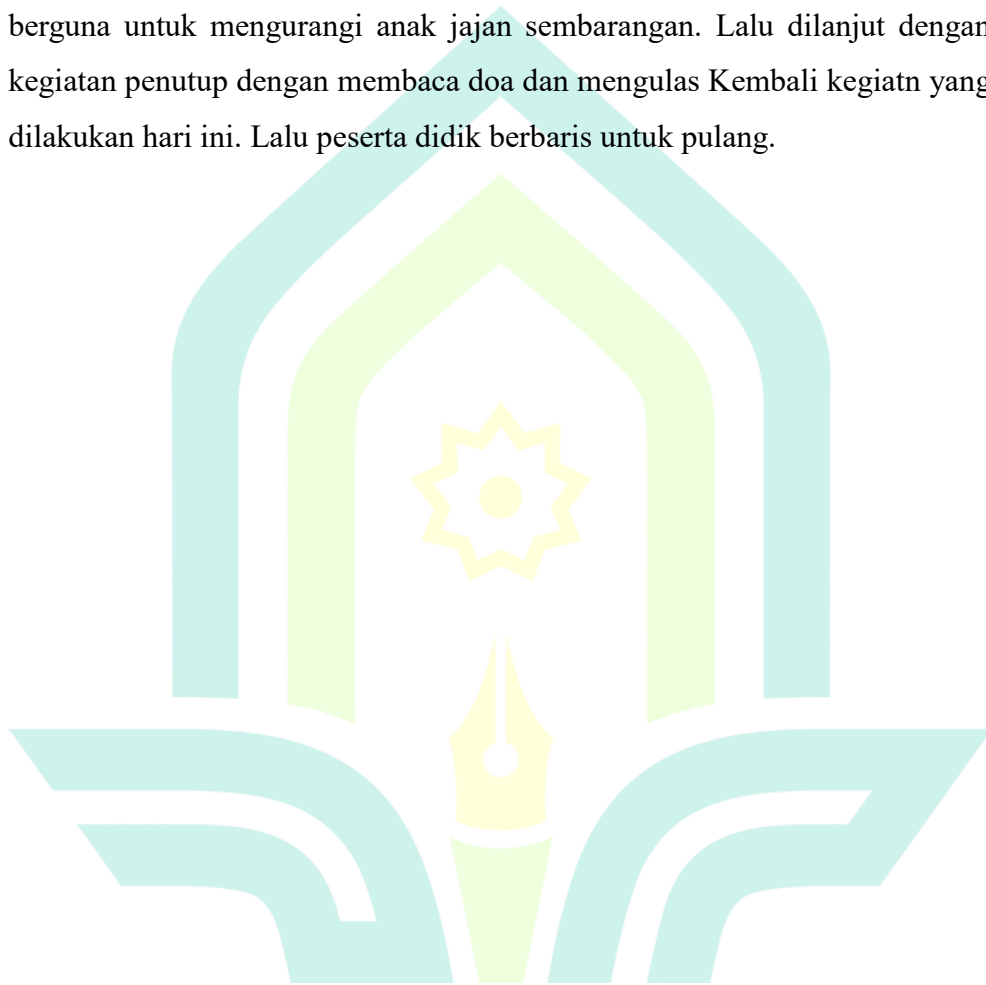 berguna untuk mengurangi anak jajan sembarangan. Lalu dilanjut dengan
kegiatan penutup dengan membaca doa dan mengulas Kembali kegiatn yang
dilakukan hari ini. Lalu peserta didik berbaris untuk pulang.